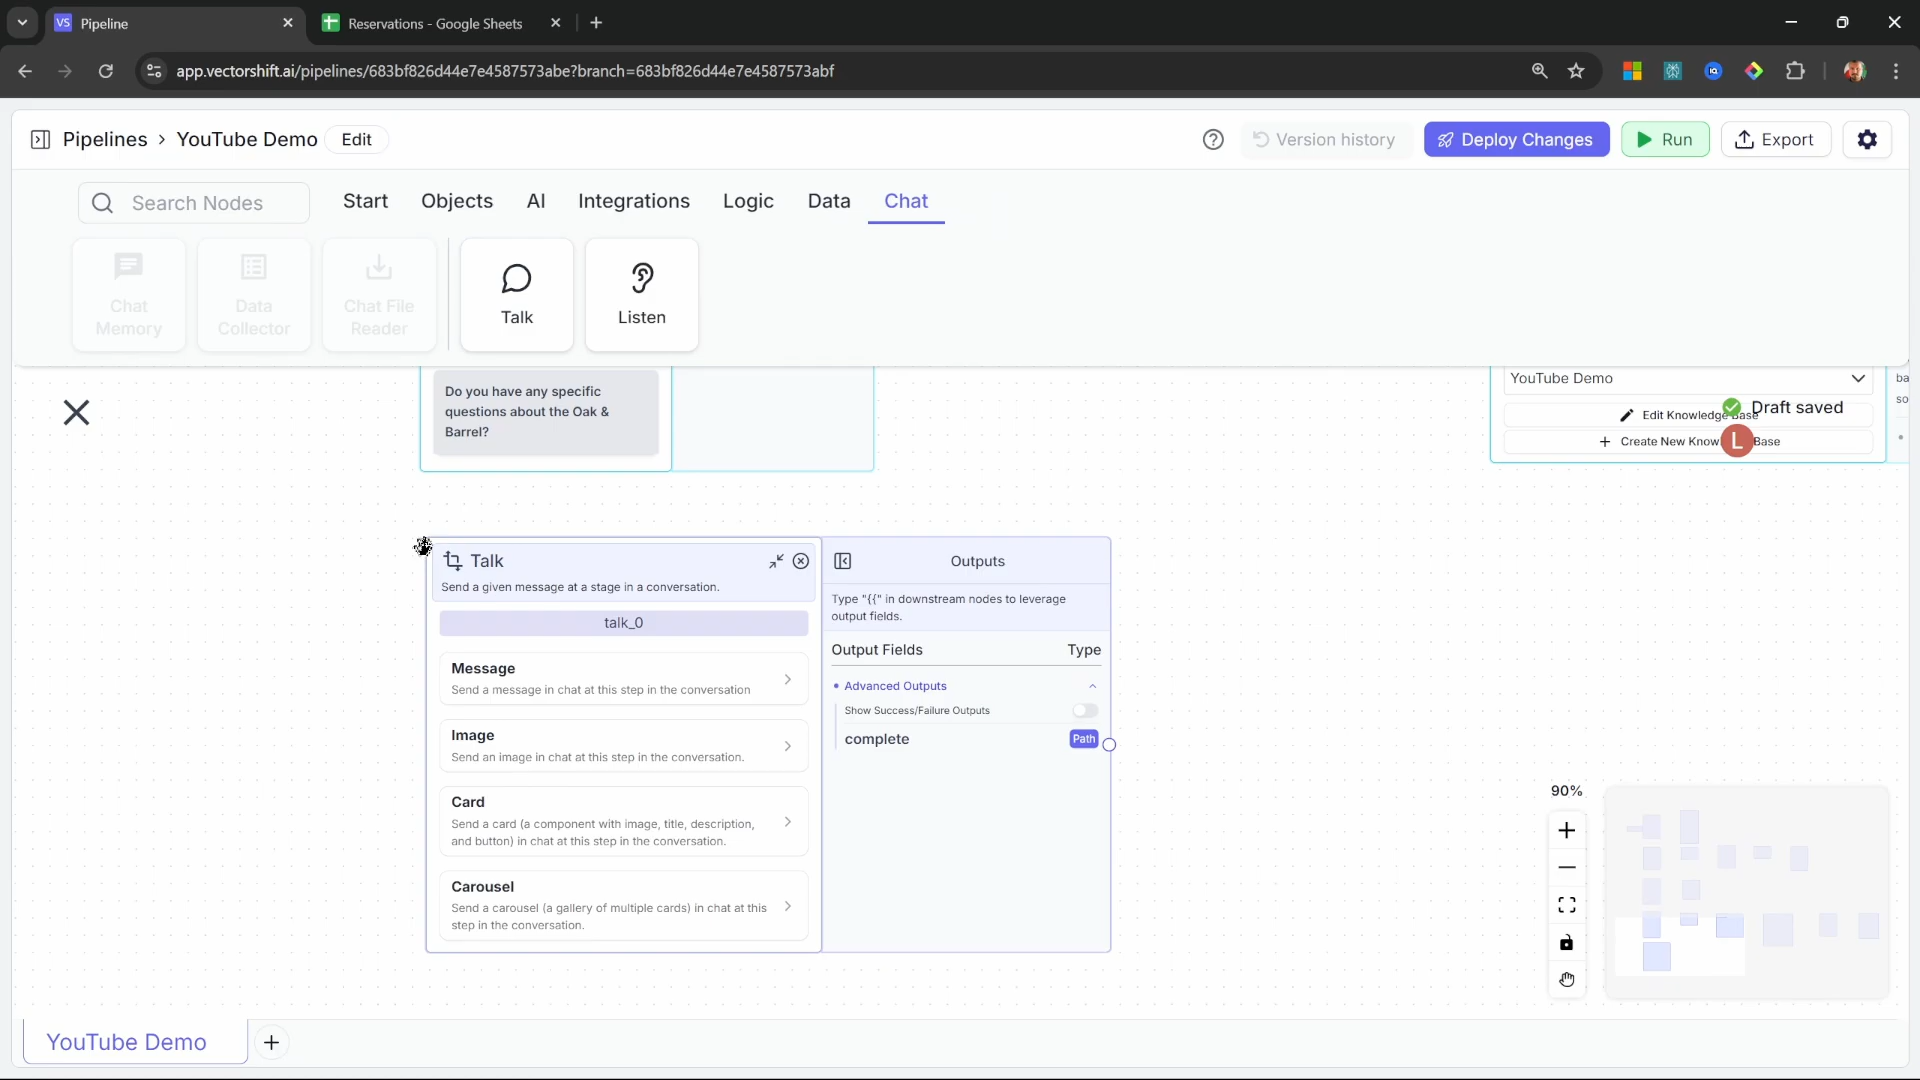 VS Pipeline
Reservations - Google Sheets
app.vectorshift.ai/pipelines/683bf826d44e7e4587573abe?branch=683bf826d44e7e4587573abf
Pipelines > YouTube Demo Edit
Version history
Deploy Changes
Run
Export
Search Nodes
Start
Objects
AI
Integrations
Logic
Data
Chat
Chat
Memory
Data
Collector
Chat File
Reader
Talk
Listen
Do you have any specific
questions about the Oak &
Barrel?
YouTube Demo
Edit Knowledge Base
Draft saved
Create New Know
Base
L
ba
so
Talk
Send a given message at a stage in a conversation.
talk_0
Message
Send a message in chat at this step in the conversation
Image
Send an image in chat at this step in the conversation.
Card
Send a card (a component with image, title, description,
and button) in chat at this step in the conversation.
Carousel
Send a carousel (a gallery of multiple cards) in chat at this
step in the conversation.
Outputs
Type "{{" in downstream nodes to leverage
output fields.
Output Fields Type
Advanced Outputs
Show Success/Failure Outputs
complete Path
90%
YouTube Demo